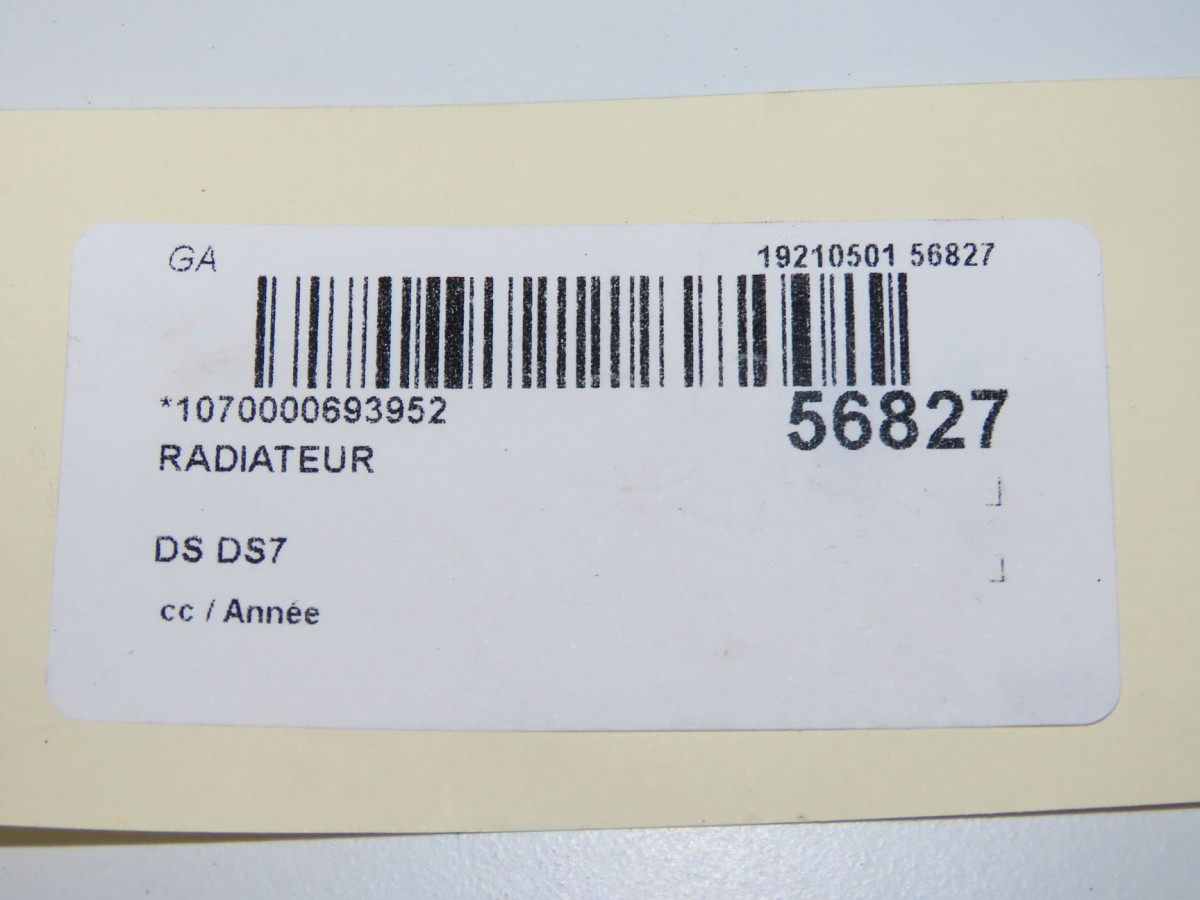 GA 19210501 56827
*1070000693952 56827
RADIATEUR
DS DS7
cc / Année